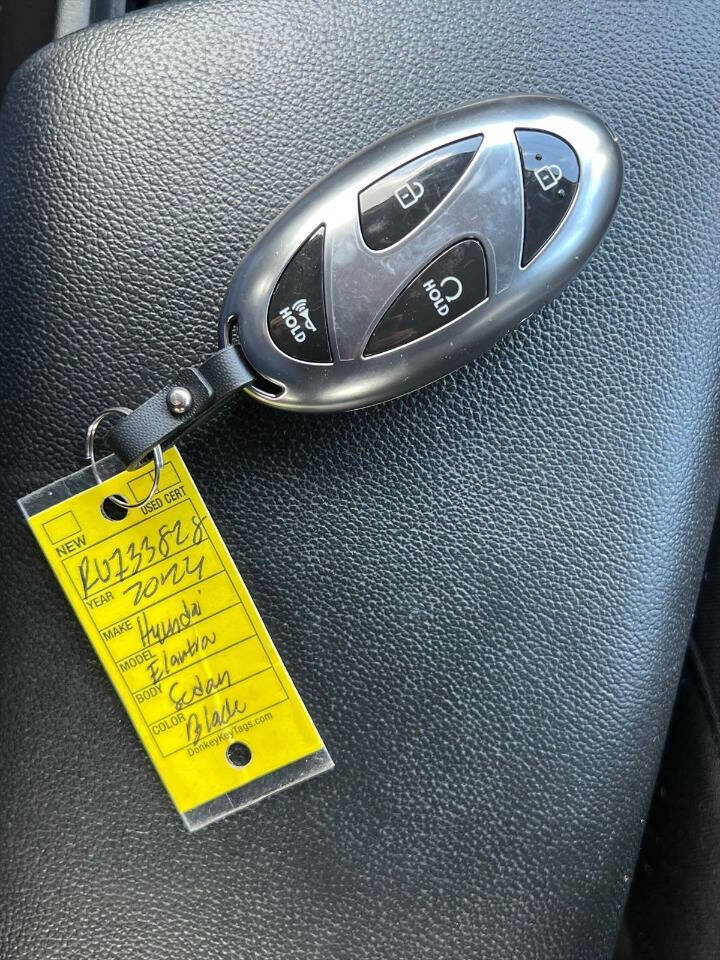 HOLD
HOLD
NEW USED CERT
RU733828
YEAR 2024
MAKE Hyundai
MODEL Elantra
BODY Sedan
COLOR Black
DonkeyKeyTags.com